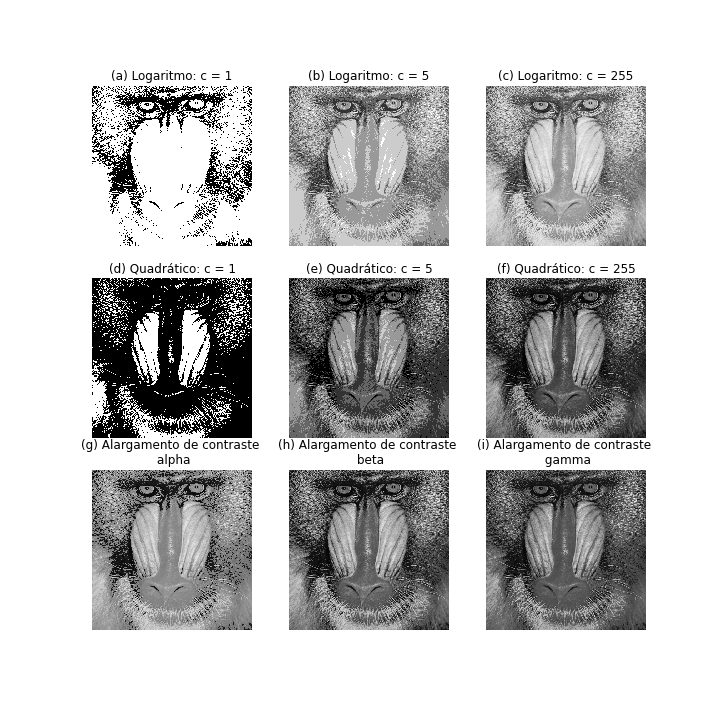 (a) Logaritmo: c = 1
(b) Logaritmo: c = 5
(c) Logaritmo: c = 255
(d) Quadrático: c = 1
(e) Quadrático: c = 5
(f) Quadrático: c = 255
(g) Alargamento de contraste
alpha
(h) Alargamento de contraste
beta
(i) Alargamento de contraste
gamma